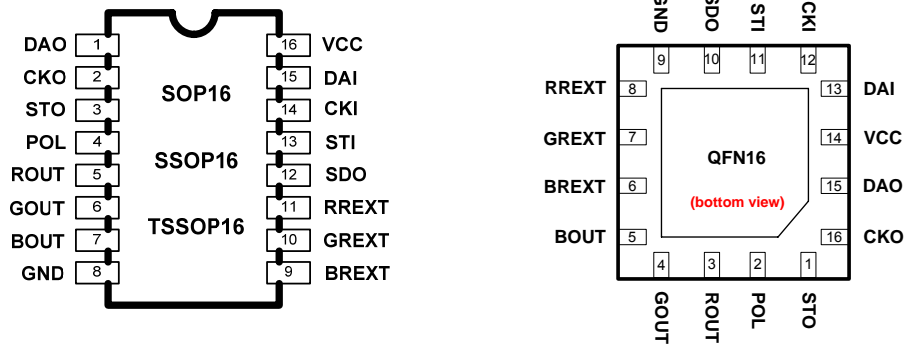 DAO 1
CKO 2
STO 3
POL 4
ROUT 5
GOUT 6
BOUT 7
GND 8
SOP16
SSOP16
TSSOP16
16 VCC
15 DAI
14 CKI
13 STI
12 SDO
11 RREXT
10 GREXT
9 BREXT
GND
SDO
STI
CKI
9 10 11 12
RREXT 8
GREXT 7
BREXT 6
BOUT 5
QFN16
(bottom view)
13 DAI
14 VCC
15 DAO
16 CKO
4 3 2 1
GOUT
ROUT
POL
STO